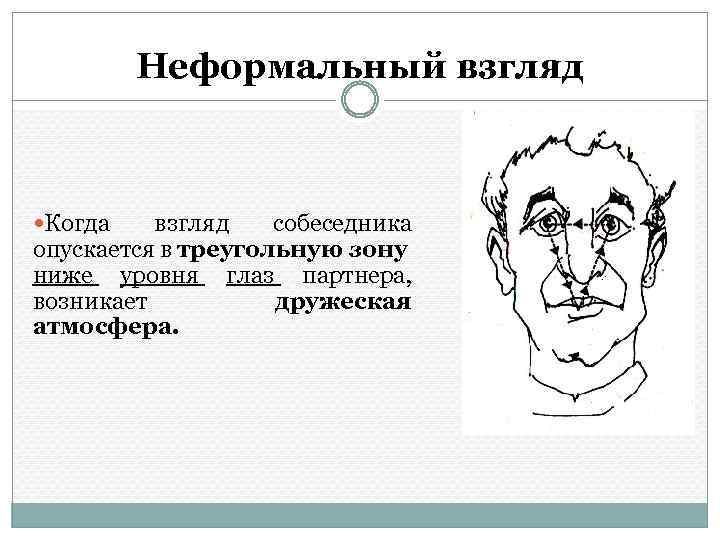 Неформальный взгляд
•Когда взгляд собеседника
опускается в треугольную зону
ниже уровня глаз партнера,
возникает дружеская
атмосфера.